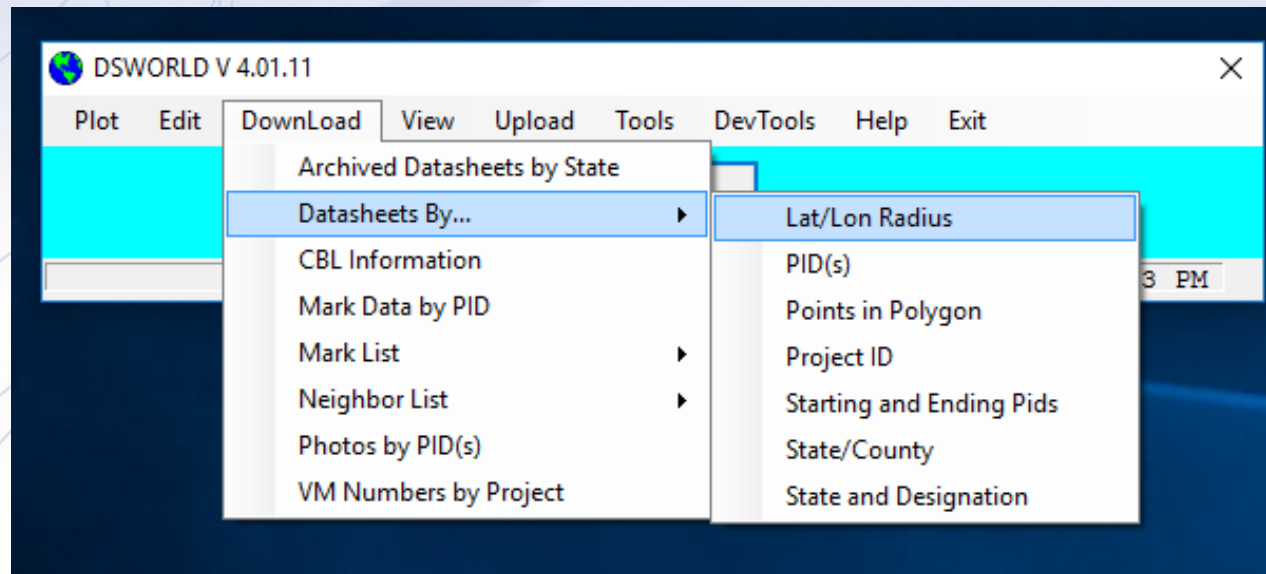 DSWORLD V 4.01.11
Plot Edit DownLoad View Upload Tools DevTools Help Exit
Archived Datasheets by State
Datasheets By...
CBL Information
Mark Data by PID
Mark List
Neighbor List
Photos by PID(s)
VM Numbers by Project
Lat/Lon Radius
PID(s)
Points in Polygon
Project ID
Starting and Ending Pids
State/County
State and Designation
3 PM